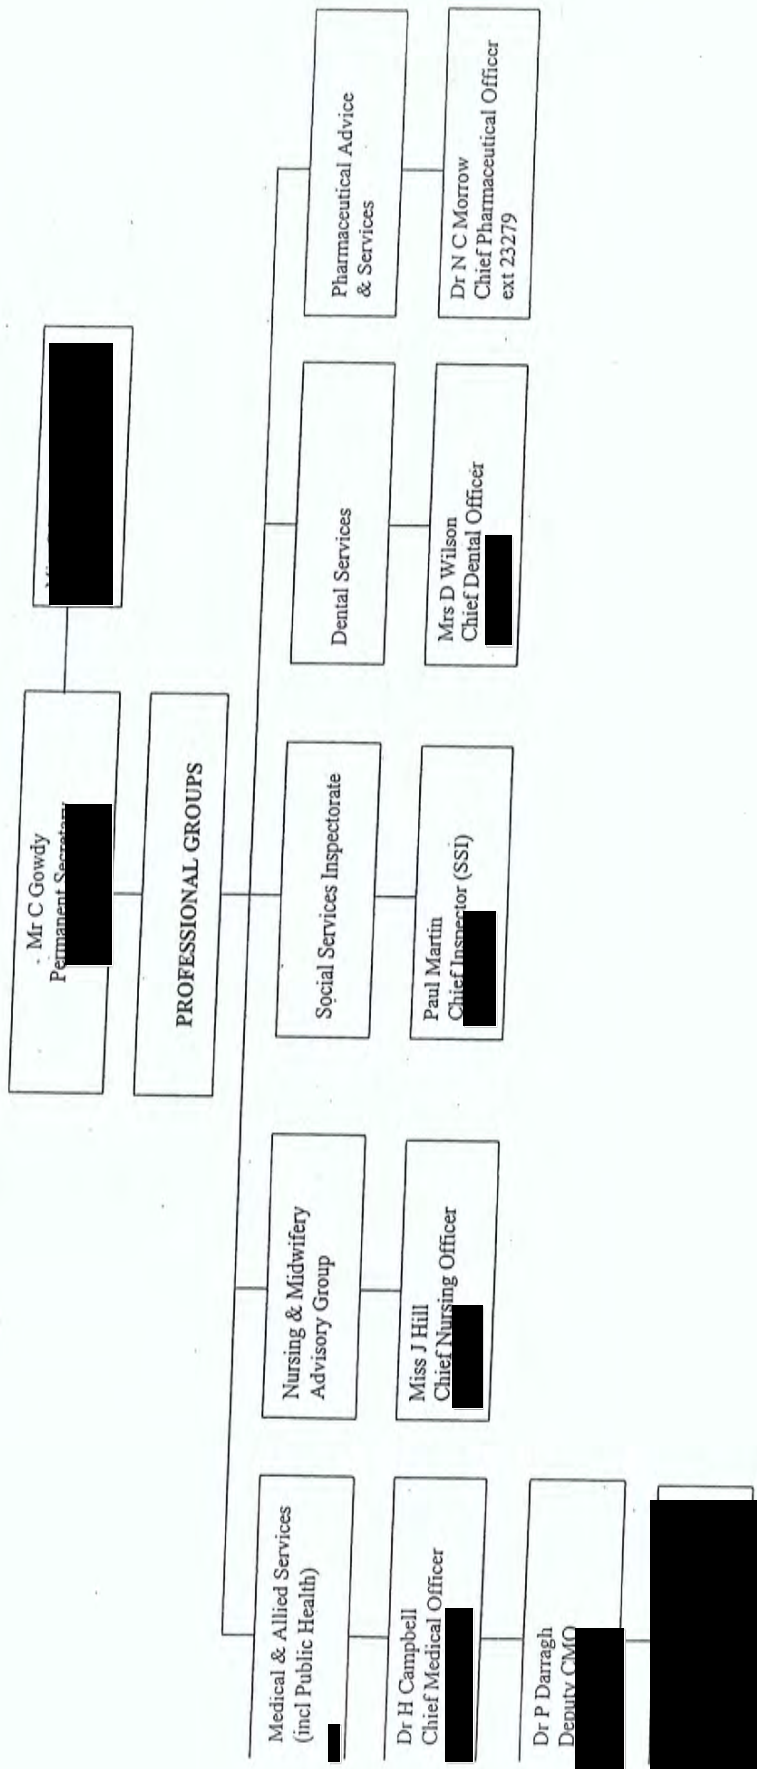 - Mr C Gowdy
Permanent Secretary
PROFESSIONAL GROUPS
Medical & Allied Services
(incl Public Health)
Dr H Campbell
Chief Medical Officer
Dr P Darragh
Deputy CMO
Nursing & Midwifery
Advisory Group
Miss J Hill
Chief Nursing Officer
Social Services Inspectorate
Paul Martin
Chief Inspector (SSI)
Dental Services
Mrs D Wilson
Chief Dental Officer
Pharmaceutical Advice
& Services
Dr N C Morrow
Chief Pharmaceutical Officer
ext 23279